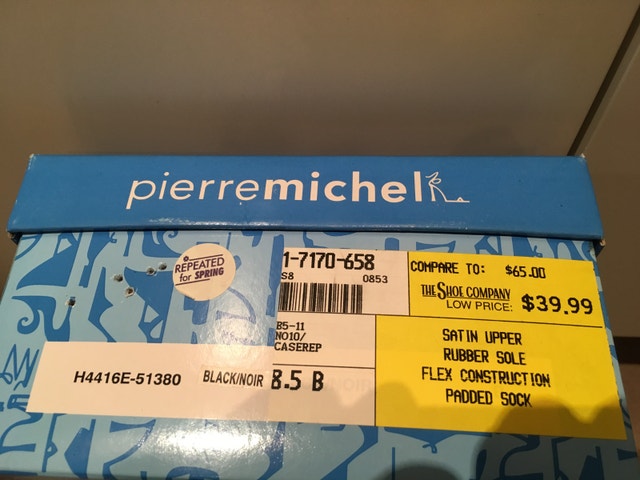 pierremichel
REPEATED
for SPRING
1-7170-658
S8 0853
B5-11
NO10/
CASEREP
8.5 B
H4416E-51380 BLACK/NOIR
COMPARE TO: $65.00
THE SHOE COMPANY
LOW PRICE: $39.99
SATIN UPPER
RUBBER SOLE
FLEX CONSTRUCTION
PADDED SOCK